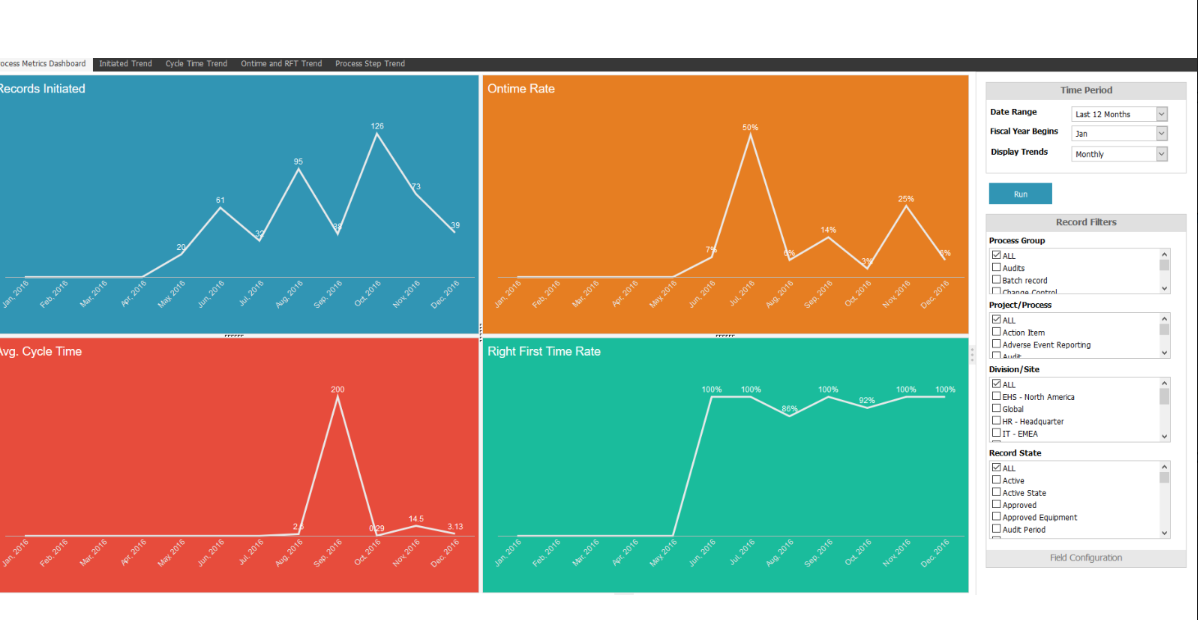 ocess Metrics Dashboard Initiated Trend Cycle Time Trend Ontime and RFT Trend Process Step Trend
Records Initiated
126
95
61
73
39
32
20
Jan, 2016 Feb, 2016 Mar, 2016 Apr, 2016 May, 2016 Jun, 2016 Jul, 2016 Aug, 2016 Sep, 2016 Oct, 2016 Nov, 2016 Dec, 2016
Ontime Rate
50%
25%
14%
7%
6%
3%
Jan, 2016 Feb, 2016 Mar, 2016 Apr, 2016 May, 2016 Jun, 2016 Jul, 2016 Aug, 2016 Sep, 2016 Oct, 2016 Nov, 2016 Dec, 2016
Avg. Cycle Time
200
14.5
3.13
0.29
Jan, 2016 Feb, 2016 Mar, 2016 Apr, 2016 May, 2016 Jun, 2016 Jul, 2016 Aug, 2016 Sep, 2016 Oct, 2016 Nov, 2016 Dec, 2016
Right First Time Rate
100% 100% 86% 100% 92% 100% 100%
Jan, 2016 Feb, 2016 Mar, 2016 Apr, 2016 May, 2016 Jun, 2016 Jul, 2016 Aug, 2016 Sep, 2016 Oct, 2016 Nov, 2016 Dec, 2016
Time Period
Date Range Last 12 Months
Fiscal Year Begins Jan
Display Trends Monthly
Run
Record Filters
Process Group
ALL
Audits
Batch record
Change Control
Project/Process
ALL
Action Item
Adverse Event Reporting
Audit
Division/Site
ALL
EHS - North America
Global
HR - Headquarter
IT - EMEA
Record State
ALL
Active
Active State
Approved
Approved Equipment
Audit Period
Field Configuration